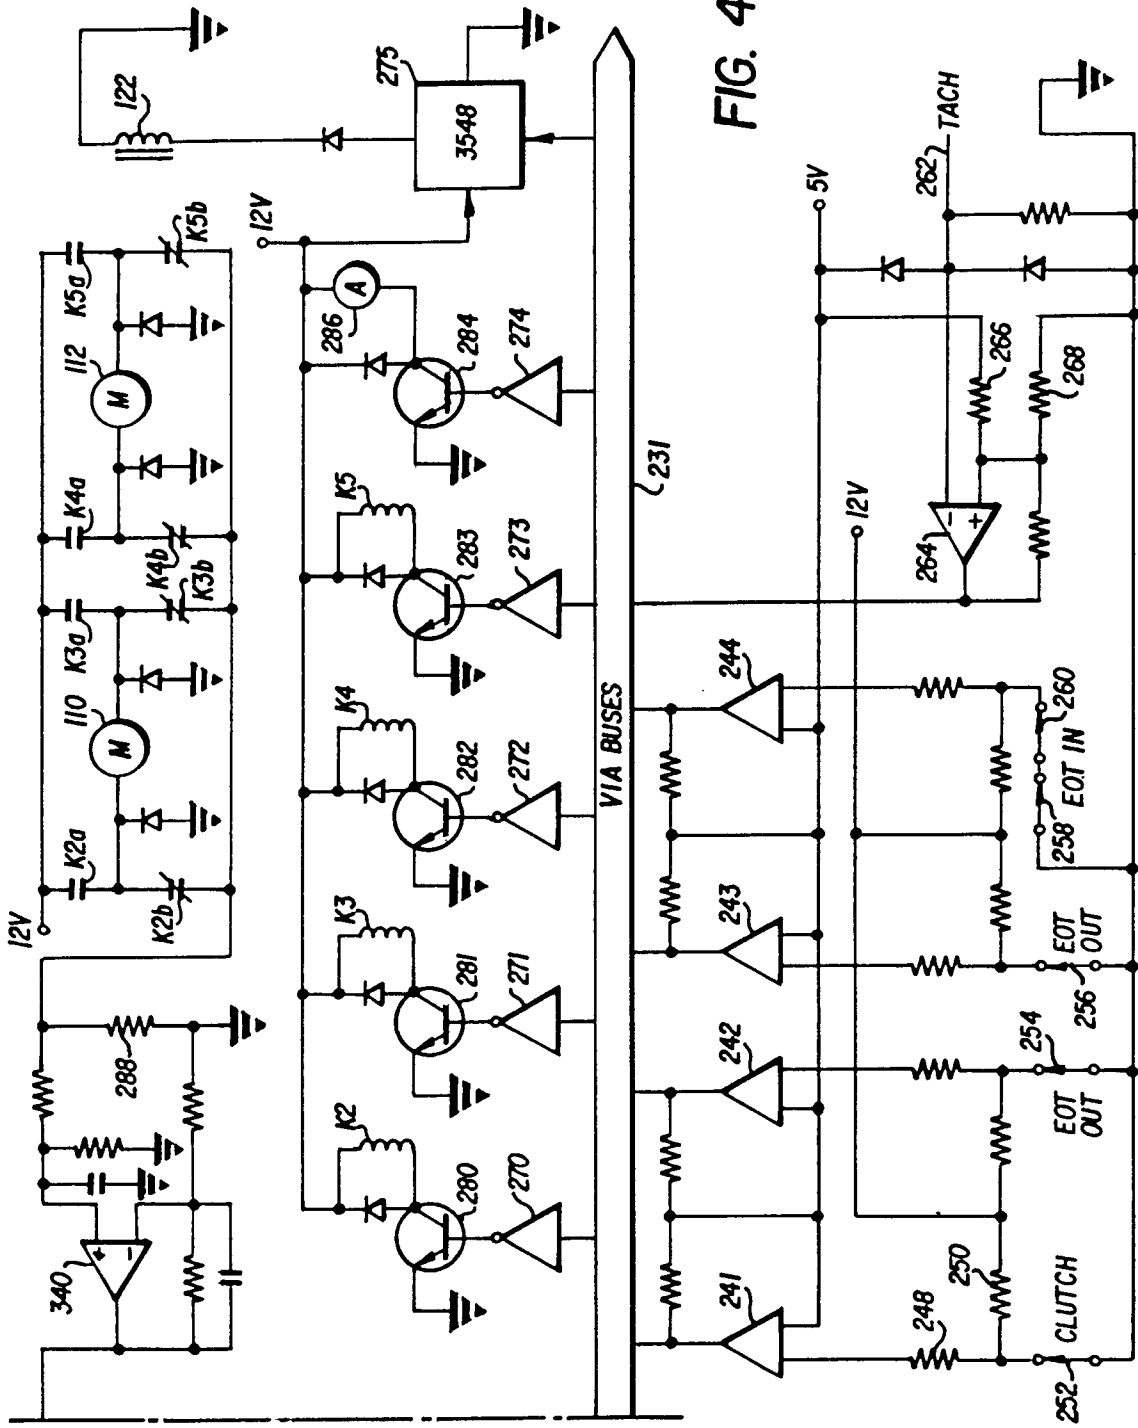 FIG. 4
122
275
3548
12V
K5a
K5b
112
M
K4a
K4b
K3b
K3a
110
M
K2a
K2b
12V
288
340
+
−
286
A
284
274
K5
283
273
K4
282
272
K3
281
271
K2
280
270
VIA BUSES
231
5V
262
TACH
266
268
264
−
+
12V
244
243
242
241
260
EOT IN
258
EOT
OUT
256
254
EOT
OUT
250
248
CLUTCH
252